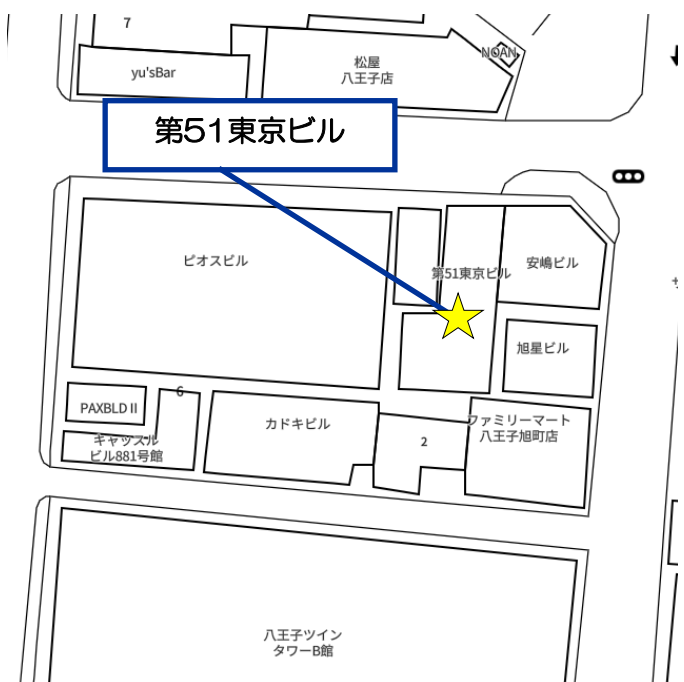 7
NOAN
松屋
八王子店
yu'sBar
第51東京ビル
ピオスビル
第51東京ビル
安嶋ビル
旭星ビル
6
PAXBLDⅡ
キャッスル
ビル881号館
カドキビル
2
ファミリーマート
八王子旭町店
八王子ツイン
タワーB館